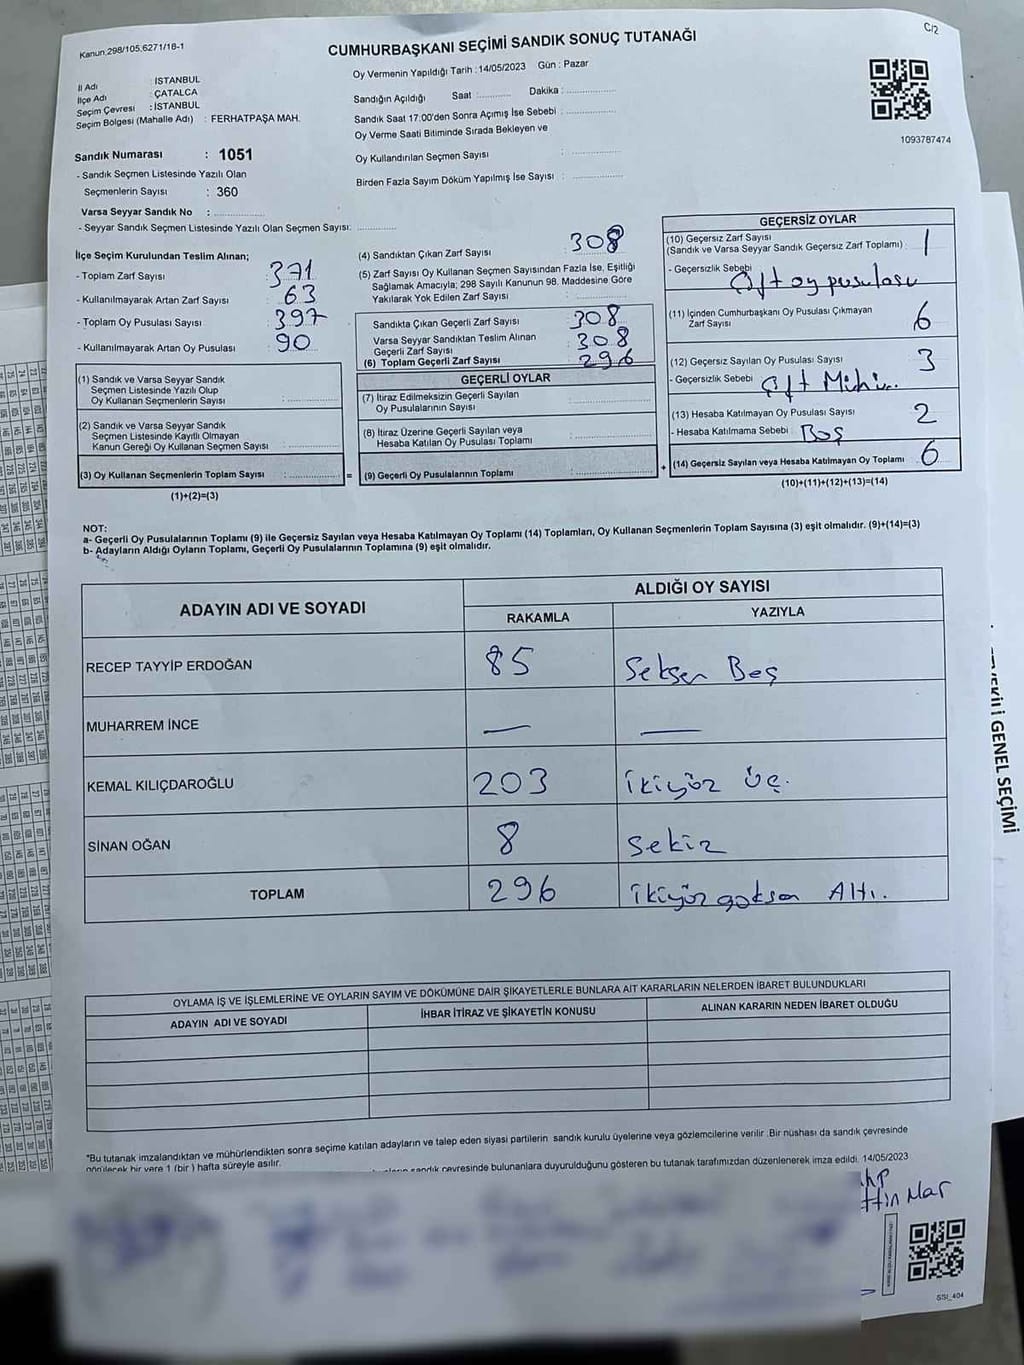 Kanun,298/105,6271/18-1
C/2
CUMHURBAŞKANI SEÇİMİ SANDIK SONUÇ TUTANAĞI
İl Adı : İSTANBUL
İlçe Adı : ÇATALCA
Seçim Çevresi : İSTANBUL
Seçim Bölgesi (Mahalle Adı) : FERHATPAŞA MAH.
Sandık Numarası : 1051
- Sandık Seçmen Listesinde Yazılı Olan
Seçmenlerin Sayısı : 360
Varsa Seyyar Sandık No :
- Seyyar Sandık Seçmen Listesinde Yazılı Olan Seçmen Sayısı:
Oy Vermenin Yapıldığı Tarih : 14/05/2023 Gün : Pazar
Sandığın Açıldığı Saat : Dakika :
Sandık Saat 17:00'den Sonra Açımış İse Sebebi :
Oy Verme Saati Bitiminde Sırada Bekleyen ve
Oy Kullandırılan Seçmen Sayısı :
Birden Fazla Sayım Döküm Yapılmış İse Sayısı :
1093787474
İlçe Seçim Kurulundan Teslim Alınan;
- Toplam Zarf Sayısı 371
- Kullanılmayarak Artan Zarf Sayısı 63
- Toplam Oy Pusulası Sayısı 397
- Kullanılmayarak Artan Oy Pusulası 90
(1) Sandık ve Varsa Seyyar Sandık
Seçmen Listesinde Yazılı Olup
Oy Kullanan Seçmenlerin Sayısı :
(2) Sandık ve Varsa Seyyar Sandık
Seçmen Listesinde Kayıtlı Olmayan
Kanun Gereği Oy Kullanan Seçmen Sayısı :
(3) Oy Kullanan Seçmenlerin Toplam Sayısı :
(1)+(2)=(3)
(4) Sandıktan Çıkan Zarf Sayısı 308
(5) Zarf Sayısı Oy Kullanan Seçmen Sayısından Fazla İse, Eşitliği
Sağlamak Amacıyla; 298 Sayılı Kanunun 98. Maddesine Göre
Yakılarak Yok Edilen Zarf Sayısı :
Sandıkta Çıkan Geçerli Zarf Sayısı 308
Varsa Seyyar Sandıktan Teslim Alınan
Geçerli Zarf Sayısı 308
(6) Toplam Geçerli Zarf Sayısı 296
GEÇERLİ OYLAR
(7) İtiraz Edilmeksizin Geçerli Sayılan
Oy Pusulalarının Sayısı :
(8) İtiraz Üzerine Geçerli Sayılan veya
Hesaba Katılan Oy Pusulası Toplamı :
= (9) Geçerli Oy Pusulalarının Toplamı :
GEÇERSİZ OYLAR
(10) Geçersiz Zarf Sayısı
(Sandık ve Varsa Seyyar Sandık Geçersiz Zarf Toplamı) : 1
- Geçersizlik Sebebi Çift oy pusulası
(11) İçinden Cumhurbaşkanı Oy Pusulası Çıkmayan
Zarf Sayısı 6
(12) Geçersiz Sayılan Oy Pusulası Sayısı 3
- Geçersizlik Sebebi Çift Mühür
(13) Hesaba Katılmayan Oy Pusulası Sayısı 2
- Hesaba Katılmama Sebebi Boş
+ (14) Geçersiz Sayılan veya Hesaba Katılmayan Oy Toplamı 6
(10)+(11)+(12)+(13)=(14)
NOT:
a- Geçerli Oy Pusulalarının Toplamı (9) ile Geçersiz Sayılan veya Hesaba Katılmayan Oy Toplamı (14) Toplamları, Oy Kullanan Seçmenlerin Toplam Sayısına (3) eşit olmalıdır. (9)+(14)=(3)
b- Adayların Aldığı Oyların Toplamı, Geçerli Oy Pusulalarının Toplamına (9) eşit olmalıdır.
ADAYIN ADI VE SOYADI
ALDIĞI OY SAYISI
RAKAMLA YAZIYLA
RECEP TAYYİP ERDOĞAN 85 Seksen Beş
MUHARREM İNCE — —
KEMAL KILIÇDAROĞLU 203 İkiyüz üç.
SİNAN OĞAN 8 Sekiz
TOPLAM 296 İkiyüzdoksan Altı.
OYLAMA İŞ VE İŞLEMLERİNE VE OYLARIN SAYIM VE DÖKÜMÜNE DAİR ŞİKAYETLERLE BUNLARA AİT KARARLARIN NELERDEN İBARET BULUNDUKLARI
ADAYIN ADI VE SOYADI İHBAR İTİRAZ VE ŞİKAYETİN KONUSU ALINAN KARARIN NEDEN İBARET OLDUĞU
*Bu tutanak imzalandıktan ve mühürlendikten sonra seçime katılan adayların ve talep eden siyasi partilerin sandık kurulu üyelerine veya gözlemcilerine verilir .Bir nüshası da sandık çevresinde
görülecek bir yere 1 (bir ) hafta süreyle asılır.
sandık çevresinde bulunanlara duyurulduğunu gösteren bu tutanak tarafımızdan düzenlenerek imza edildi. 14/05/2023
SSI_404
GENEL SEÇİMİ